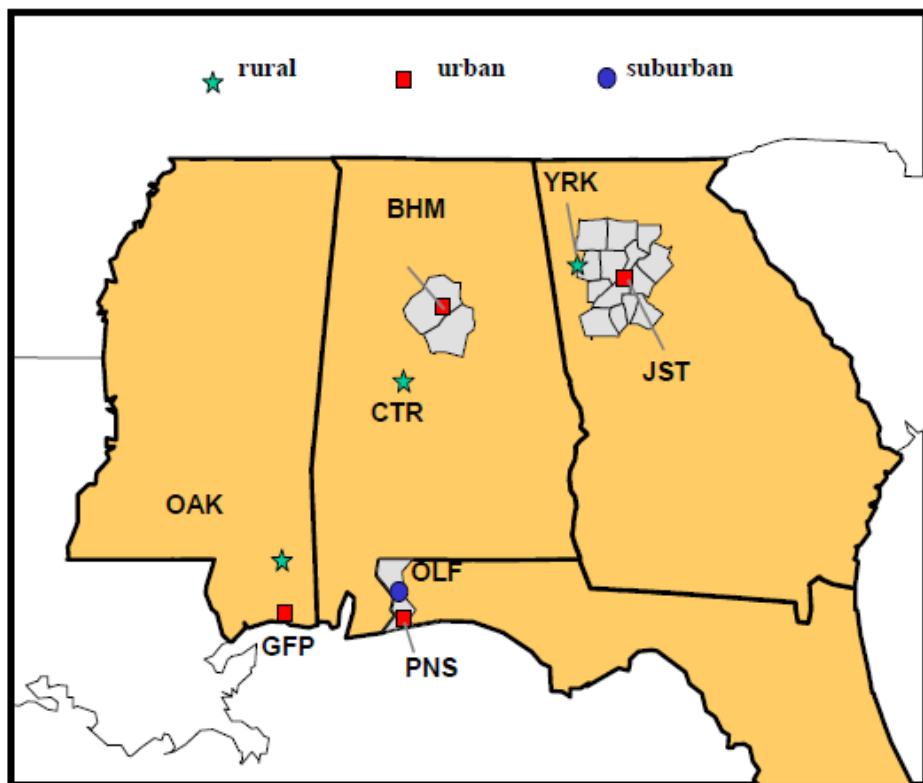 rural urban suburban
YRK
BHM
JST
CTR
OAK
OLF
GFP
PNS